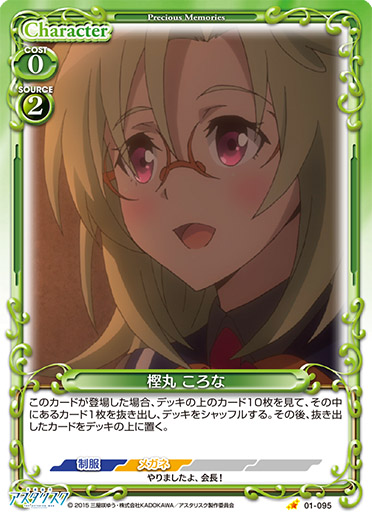 Precious Memories
Character
COST
0
SOURCE
2
樫丸 ころな
このカードが登場した場合、デッキの上のカード10枚を見て、その中
にあるカード1枚を抜き出し、デッキをシャッフルする。その後、抜き出
したカードをデッキの上に置く。
制服 メガネ
やりましたよ、会長!
アスタリスク
© 2015 三屋咲ゆう・株式会社KADOKAWA/アスタリスク製作委員会
01-095